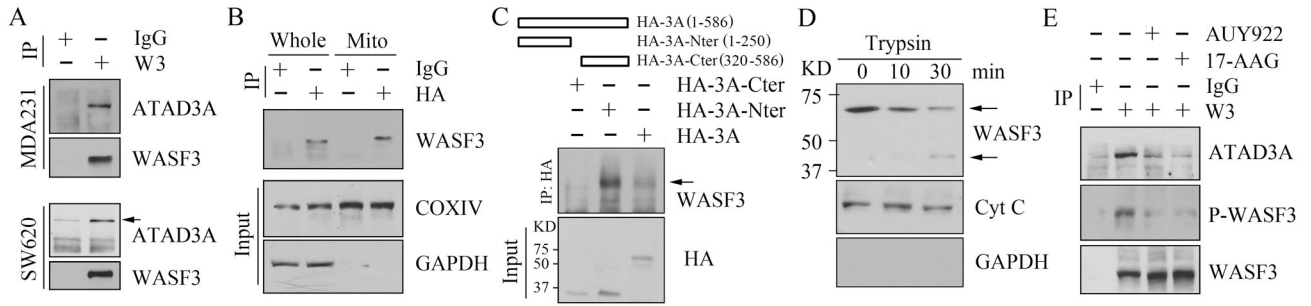 A
IP
IgG
W3
MDA231
ATAD3A
WASF3
SW620
ATAD3A
WASF3
B
Whole Mito
IP
IgG
HA
WASF3
Input
COXIV
GAPDH
C
HA-3A (1-586)
HA-3A-Nter (1-250)
HA-3A-Cter (320-586)
+ − − HA-3A-Cter
− + − HA-3A-Nter
− − + HA-3A
IP: HA
WASF3
Input
KD
75
50
37
HA
D
Trypsin
KD 0 10 30 min
75
50
37
WASF3
Cyt C
GAPDH
E
− − + − AUY922
− − − + 17-AAG
IP
+ − − − IgG
− + + + W3
ATAD3A
P-WASF3
WASF3